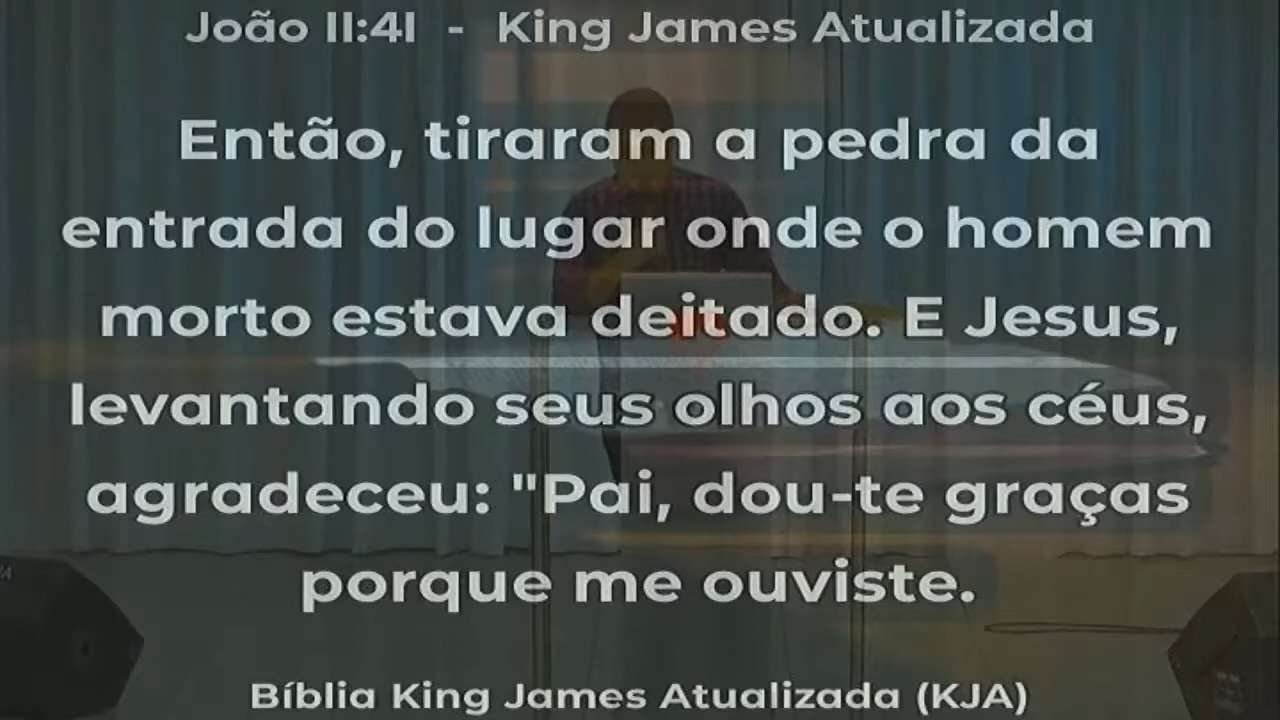 João 11:41 - King James Atualizada
Então, tiraram a pedra da
entrada do lugar onde o homem
morto estava deitado. E Jesus,
levantando seus olhos aos céus,
agradeceu: "Pai, dou-te graças
porque me ouviste.
Bíblia King James Atualizada (KJA)